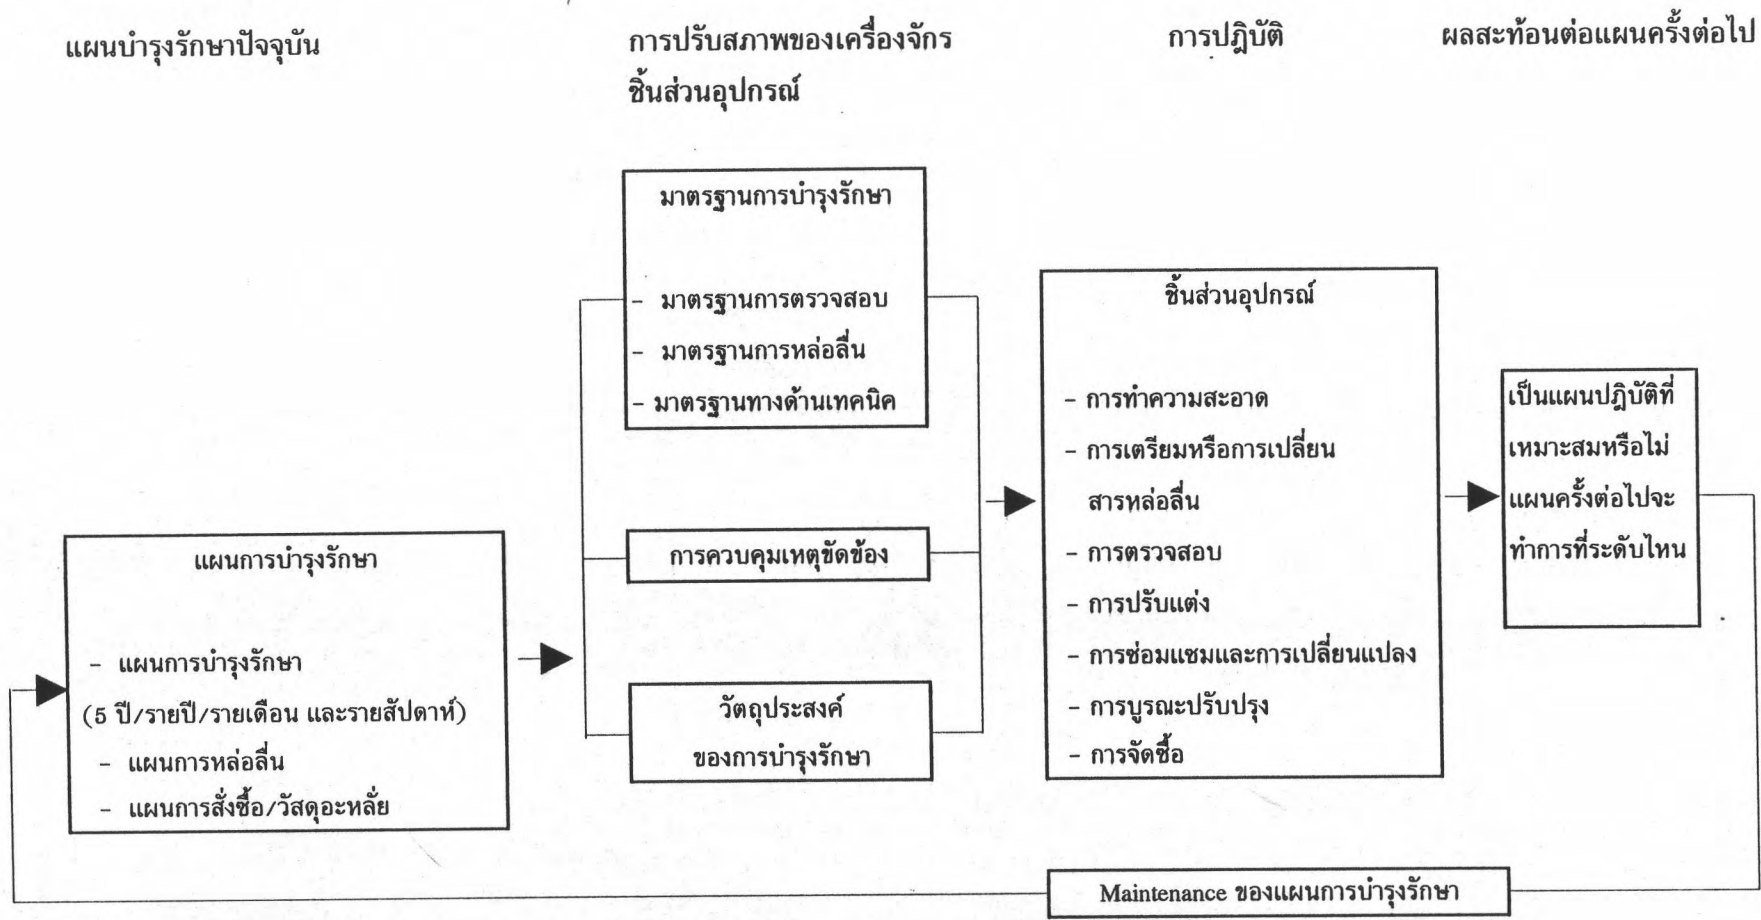 แผนบำรุงรักษาปัจจุบัน
การปรับสภาพของเครื่องจักร
ชิ้นส่วนอุปกรณ์
การปฎิบัติ
ผลสะท้อนต่อแผนครั้งต่อไป
แผนการบำรุงรักษา
- แผนการบำรุงรักษา
(5 ปี/รายปี/รายเดือน และรายสัปดาห์)
- แผนการหล่อลื่น
- แผนการสั่งซื้อ/วัสดุอะหลั่ย
มาตรฐานการบำรุงรักษา
- มาตรฐานการตรวจสอบ
- มาตรฐานการหล่อลื่น
- มาตรฐานทางด้านเทคนิค
การควบคุมเหตุขัดข้อง
วัตถุประสงค์
ของการบำรุงรักษา
ชิ้นส่วนอุปกรณ์
- การทำความสะอาด
- การเตรียมหรือการเปลี่ยน
สารหล่อลื่น
- การตรวจสอบ
- การปรับแต่ง
- การซ่อมแซมและการเปลี่ยนแปลง
- การบูรณะปรับปรุง
- การจัดซื้อ
เป็นแผนปฎิบัติที่
เหมาะสมหรือไม่
แผนครั้งต่อไปจะ
ทำการที่ระดับไหน
Maintenance ของแผนการบำรุงรักษา